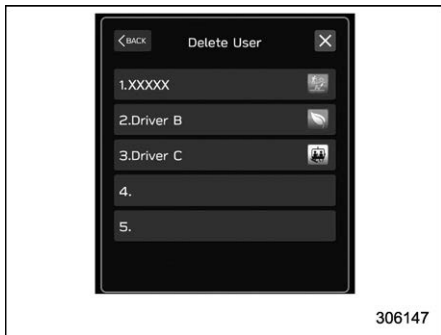 BACK
Delete User
1.XXXXX
2.Driver B
3.Driver C
4.
5.
306147